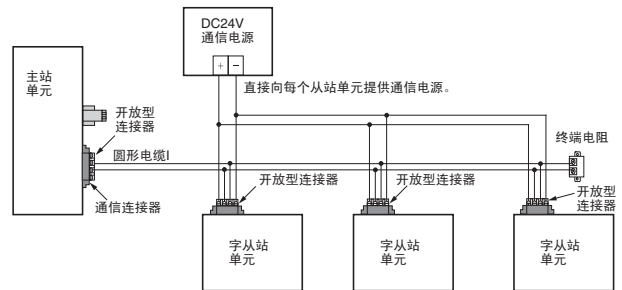 DC24V
通信电源
+ −
直接向每个从站单元提供通信电源。
主站
单元
开放型
连接器
圆形电缆I
通信连接器
终端电阻
开放型连接器
开放型连接器
开放型
连接器
字从站
单元
字从站
单元
字从站
单元